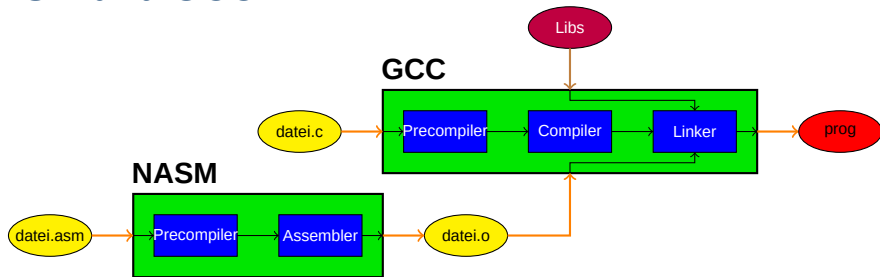 Libs
GCC
datei.c
Precompiler
Compiler
Linker
prog
NASM
datei.asm
Precompiler
Assembler
datei.o